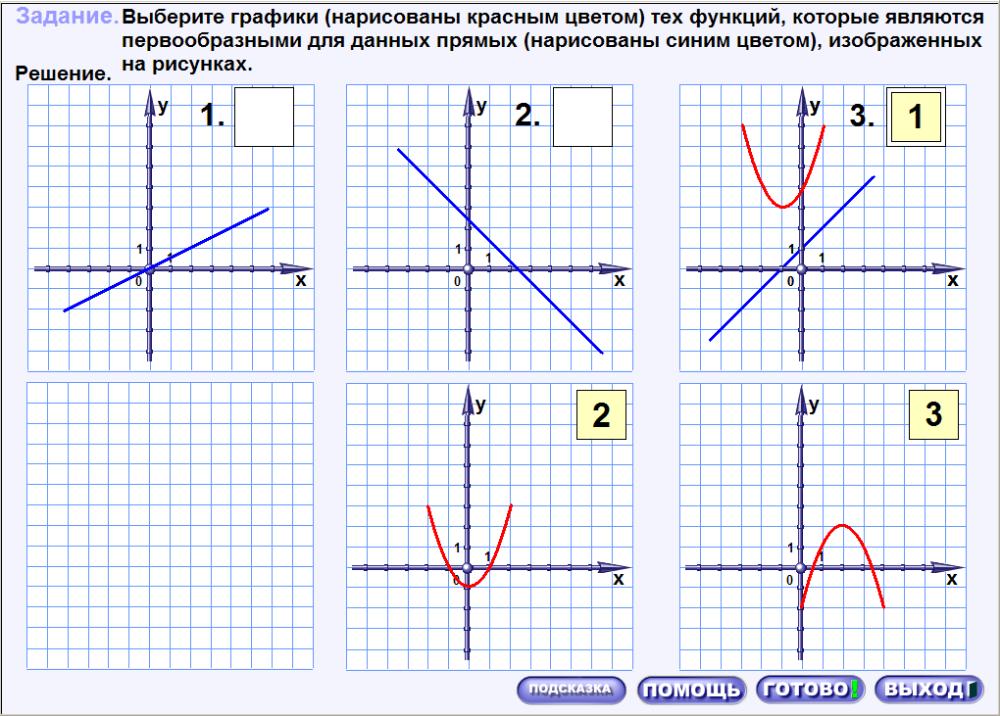 Задание. Выберите графики (нарисованы красным цветом) тех функций, которые являются
первообразными для данных прямых (нарисованы синим цветом), изображенных
на рисунках.
Решение.
y 1.
1 1
0 x
y 2.
1 1
0 x
y 3. 1
1 1
0 x
y 2
1 1
0 x
y 3
1 1
0 x
ПОДСКАЗКА ПОМОЩЬ ГОТОВО! ВЫХОД